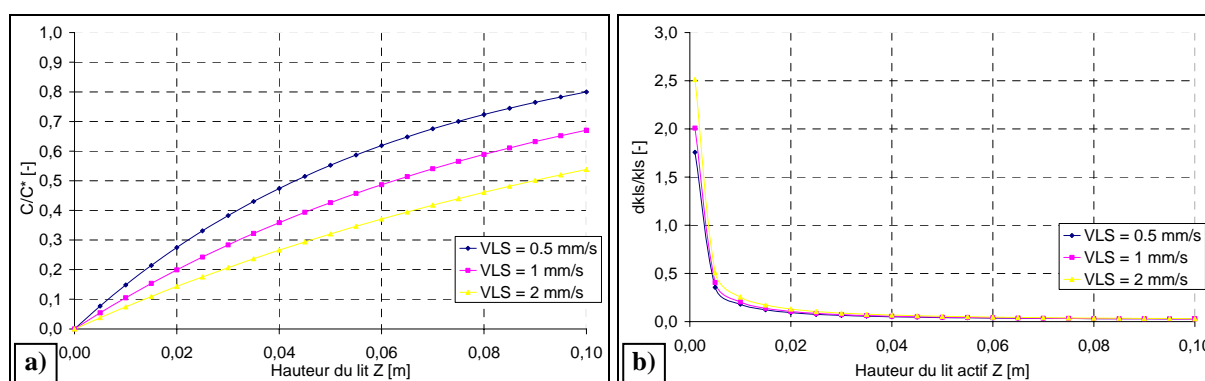 1,0
0,9
0,8
0,7
0,6
0,5
0,4
0,3
0,2
0,1
0,0
C/C* [-]
0,00 0,02 0,04 0,06 0,08 0,10
Hauteur du lit Z [m]
VLS = 0.5 mm/s
VLS = 1 mm/s
VLS = 2 mm/s
a)
3,0
2,5
2,0
1,5
1,0
0,5
0,0
dkls/kls [-]
0,00 0,02 0,04 0,06 0,08 0,10
Hauteur du lit actif Z [m]
VLS = 0.5 mm/s
VLS = 1 mm/s
VLS = 2 mm/s
b)